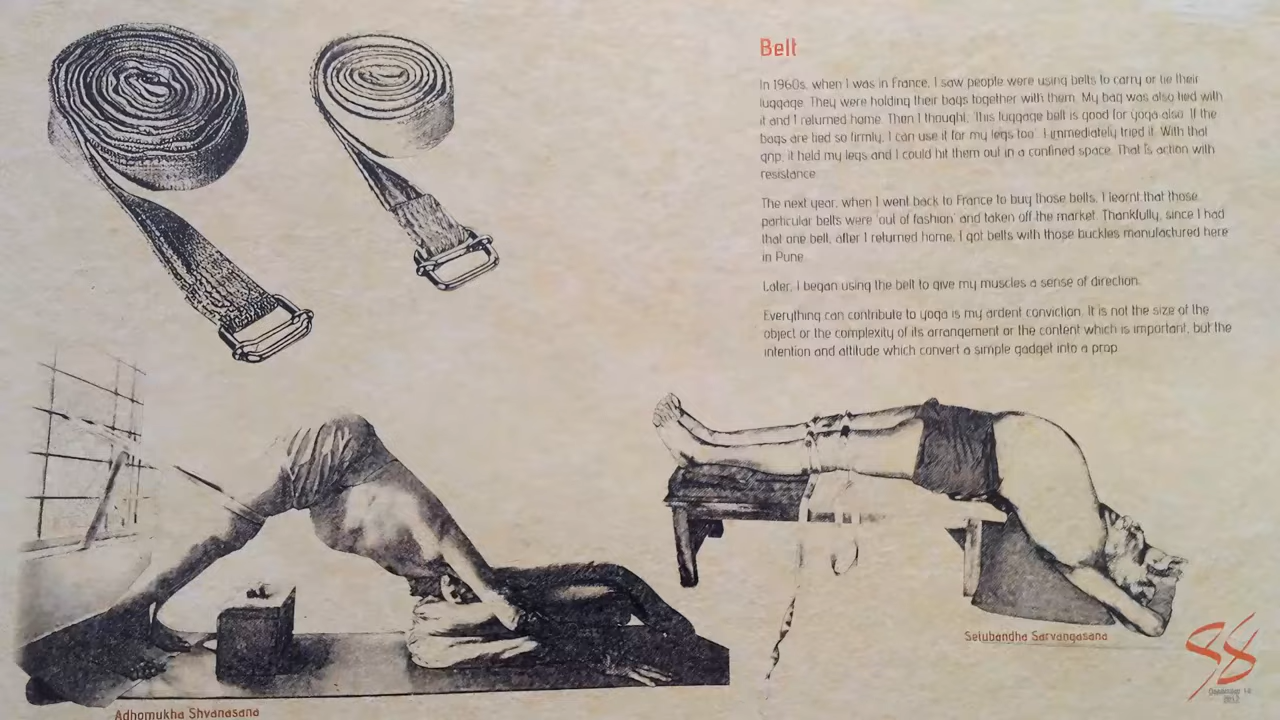 Belt
In 1960s, when I was in France, I saw people were using belts to carry or tie their
luggage. They were holding their bags together with them. My bag was also tied with
it and I returned home. Then I thought, 'This luggage belt is good for yoga also. If the
bags are tied so firmly, I can use it for my legs too.' I immediately tried it. With that
grip, it held my legs and I could hit them out in a confined space. That is action with
resistance.
The next year, when I went back to France to buy those belts, I learnt that those
particular belts were 'out of fashion' and taken off the market. Thankfully, since I had
that one belt, after I returned home, I got belts with those buckles manufactured here
in Pune.
Later, I began using the belt to give my muscles a sense of direction.
Everything can contribute to yoga is my ardent conviction. It is not the size of the
object or the complexity of its arrangement or the content which is important, but the
intention and attitude which convert a simple gadget into a prop.
Setubandha Sarvangasana
Adhomukha Shvanasana
December 14